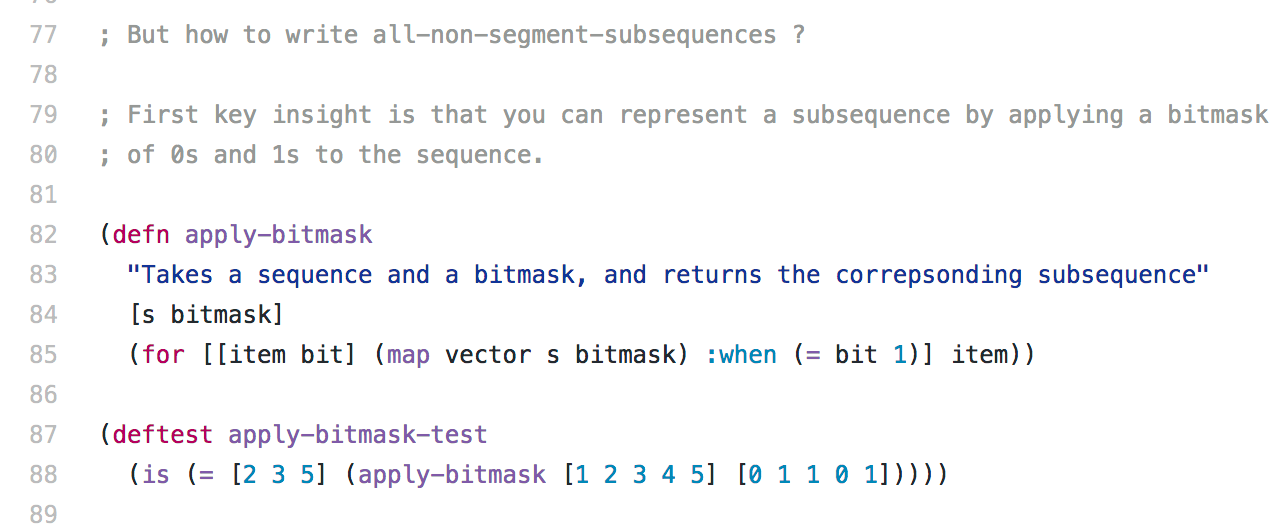 77 ; But how to write all-non-segment-subsequences ?
78
79 ; First key insight is that you can represent a subsequence by applying a bitmask
80 ; of 0s and 1s to the sequence.
81
82 (defn apply-bitmask
83 "Takes a sequence and a bitmask, and returns the correpsonding subsequence"
84 [s bitmask]
85 (for [[item bit] (map vector s bitmask) :when (= bit 1)] item))
86
87 (deftest apply-bitmask-test
88 (is (= [2 3 5] (apply-bitmask [1 2 3 4 5] [0 1 1 0 1]))))
89